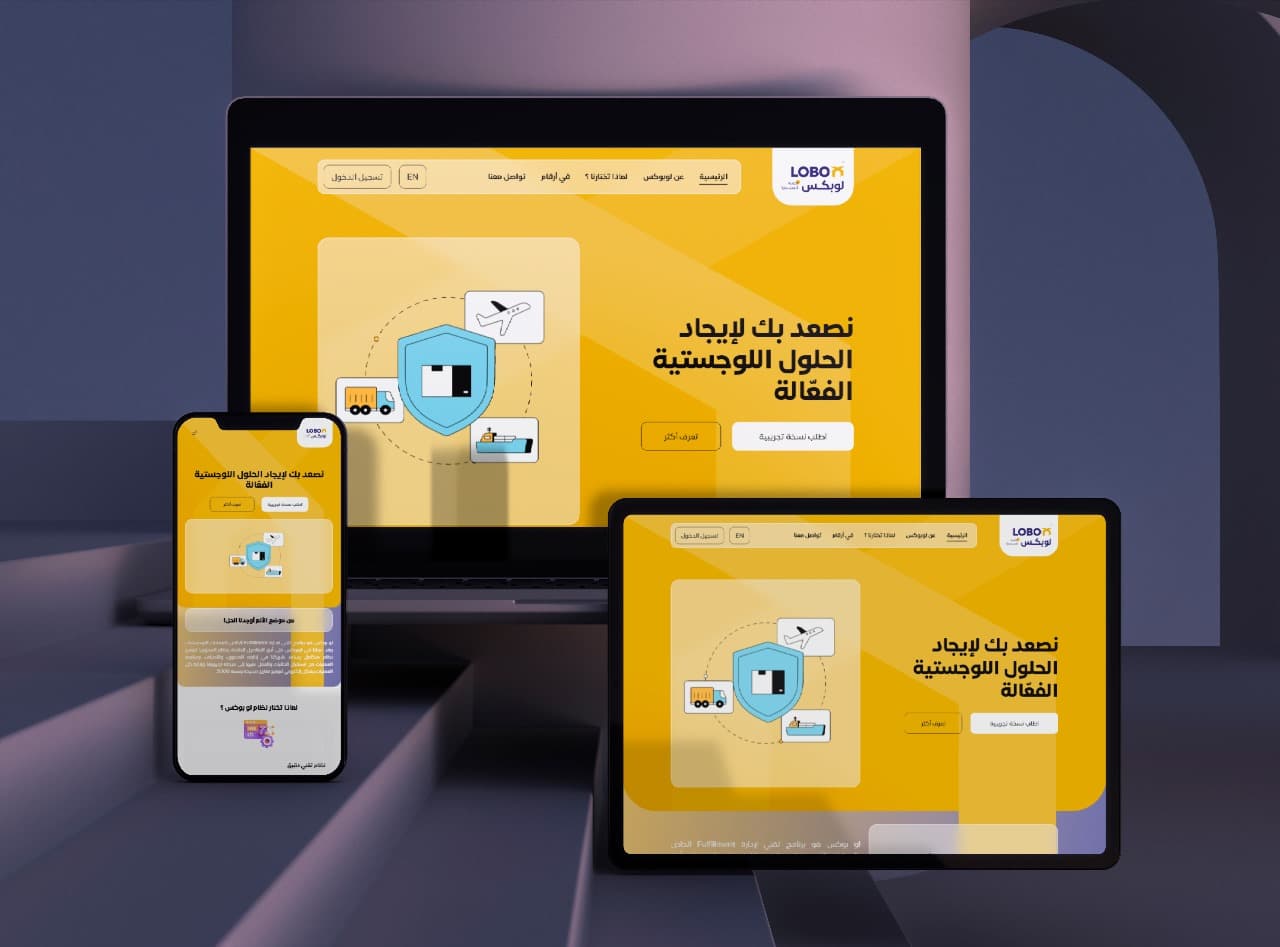 LOBO
لوبكس
الرئيسية
عن لوبوكس
لماذا تختارنا ؟
في أرقام
تواصل معنا
EN
تسجيل الدخول
نصعد بك لإيجاد
الحلول اللوجستية
الفعّالة
اطلب نسخة تجريبية
تعرف أكثر
LOBO
لوبكس
نصعد بك لإيجاد الحلول اللوجستية
الفعّالة
اطلب نسخة تجريبية
تعرف أكثر
من موضع الألم أوجدنا الحل!
لماذا تختار نظام لو بوكس ؟
نظام تقني دقيق
LOBO
لوبكس
الرئيسية
عن لوبوكس
لماذا تختارنا ؟
في أرقام
تواصل معنا
EN
تسجيل الدخول
نصعد بك لإيجاد
الحلول اللوجستية
الفعّالة
اطلب نسخة تجريبية
تعرف أكثر
لو بوكس هو برنامج تقني لإدارة Fulfillment